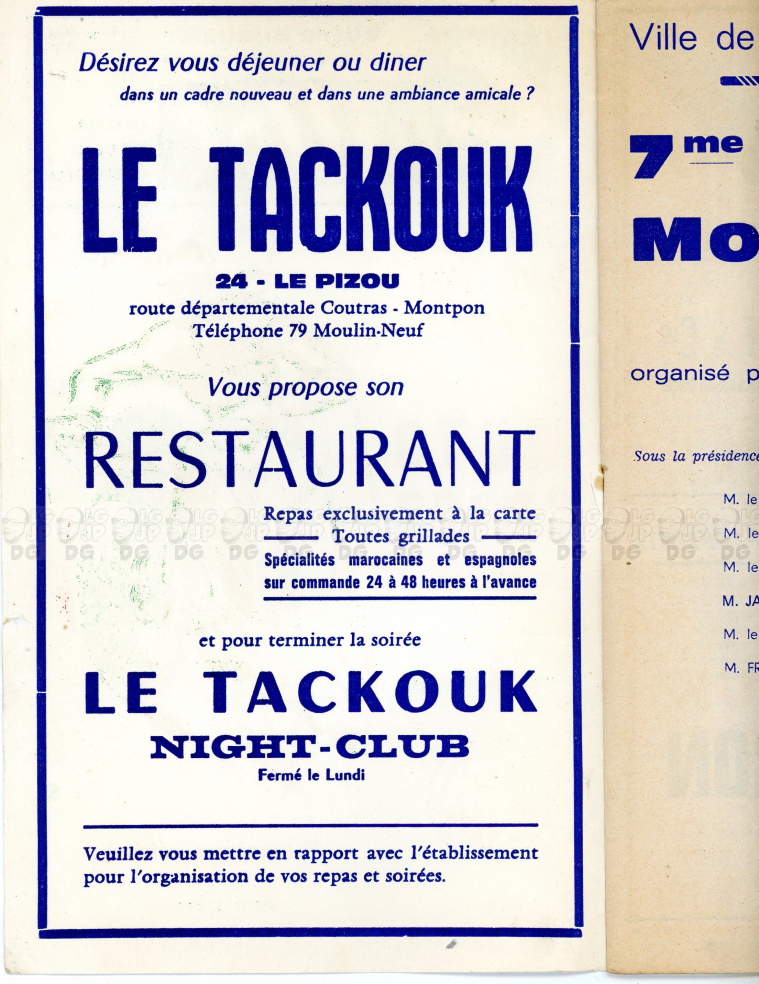 Désirez vous déjeuner ou diner
dans un cadre nouveau et dans une ambiance amicale ?
LE TACKOUK
24 - LE PIZOU
route départementale Coutras - Montpon
Téléphone 79 Moulin-Neuf
Vous propose son
RESTAURANT
Repas exclusivement à la carte
Toutes grillades
Spécialités marocaines et espagnoles
sur commande 24 à 48 heures à l'avance
et pour terminer la soirée
LE TACKOUK
NIGHT-CLUB
Fermé le Lundi
Veuillez vous mettre en rapport avec l'établissement
pour l'organisation de vos repas et soirées.
Ville de
7me
Mo
organisé p
Sous la présidence
M. le
M. le
M. le
M. JA
M. le
M. FR